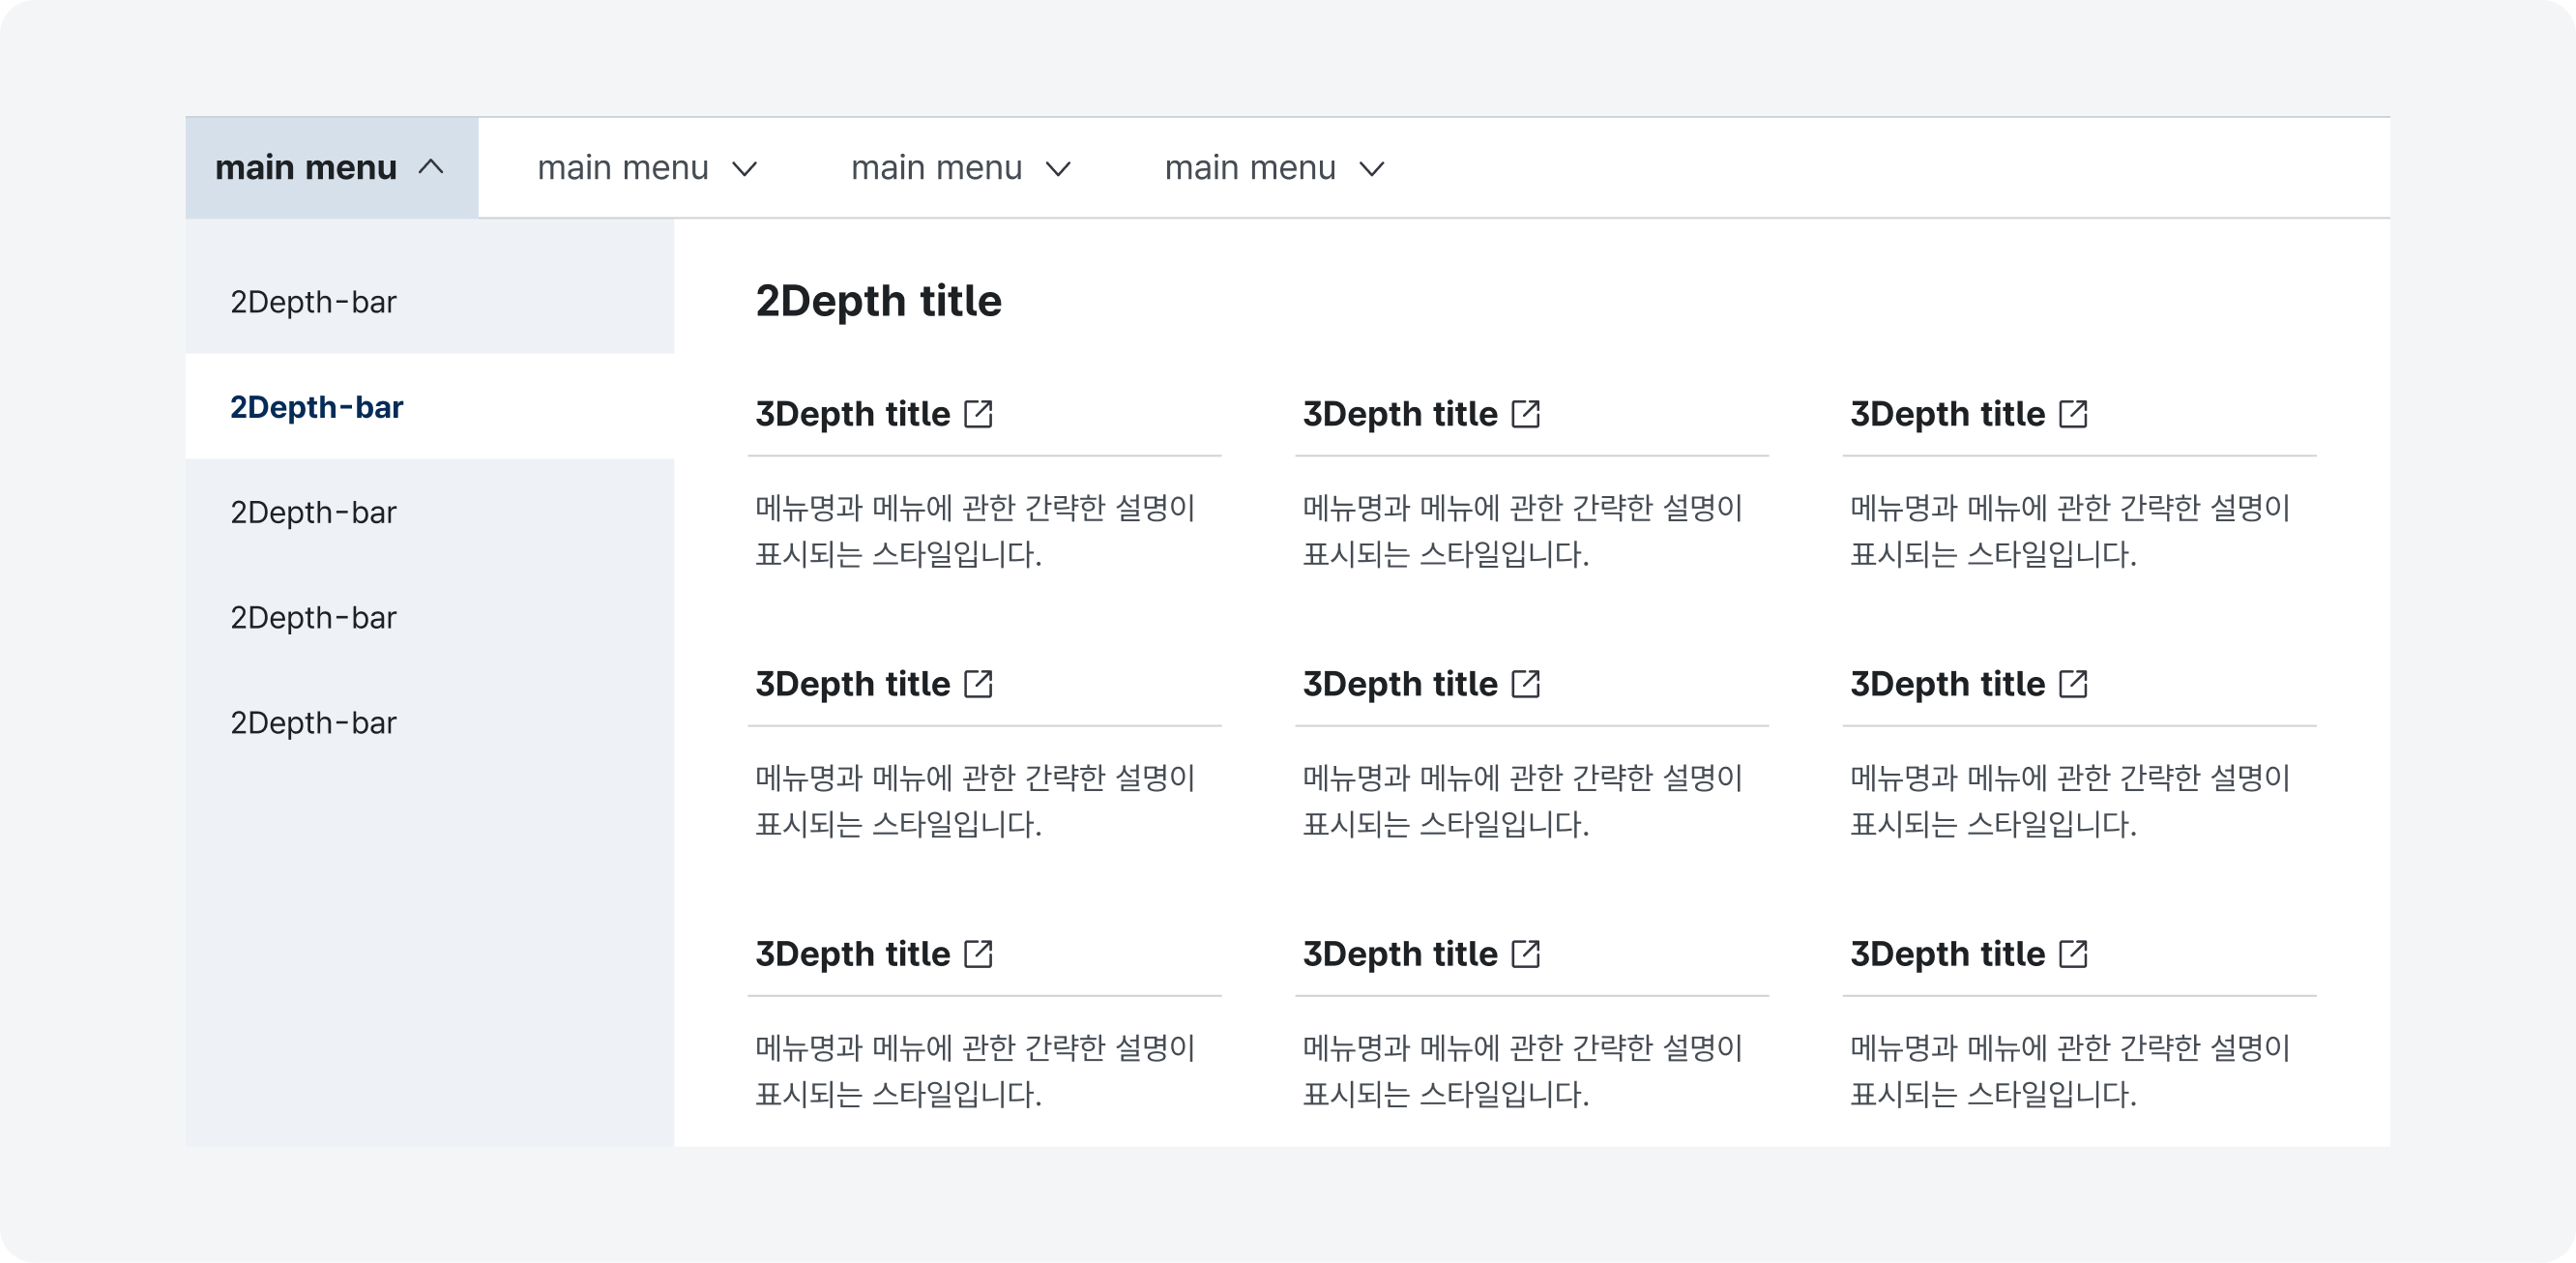 main menu
main menu
main menu
main menu
2Depth-bar
2Depth-bar
2Depth-bar
2Depth-bar
2Depth-bar
2Depth title
3Depth title
메뉴명과 메뉴에 관한 간략한 설명이
표시되는 스타일입니다.
3Depth title
메뉴명과 메뉴에 관한 간략한 설명이
표시되는 스타일입니다.
3Depth title
메뉴명과 메뉴에 관한 간략한 설명이
표시되는 스타일입니다.
3Depth title
메뉴명과 메뉴에 관한 간략한 설명이
표시되는 스타일입니다.
3Depth title
메뉴명과 메뉴에 관한 간략한 설명이
표시되는 스타일입니다.
3Depth title
메뉴명과 메뉴에 관한 간략한 설명이
표시되는 스타일입니다.
3Depth title
메뉴명과 메뉴에 관한 간략한 설명이
표시되는 스타일입니다.
3Depth title
메뉴명과 메뉴에 관한 간략한 설명이
표시되는 스타일입니다.
3Depth title
메뉴명과 메뉴에 관한 간략한 설명이
표시되는 스타일입니다.